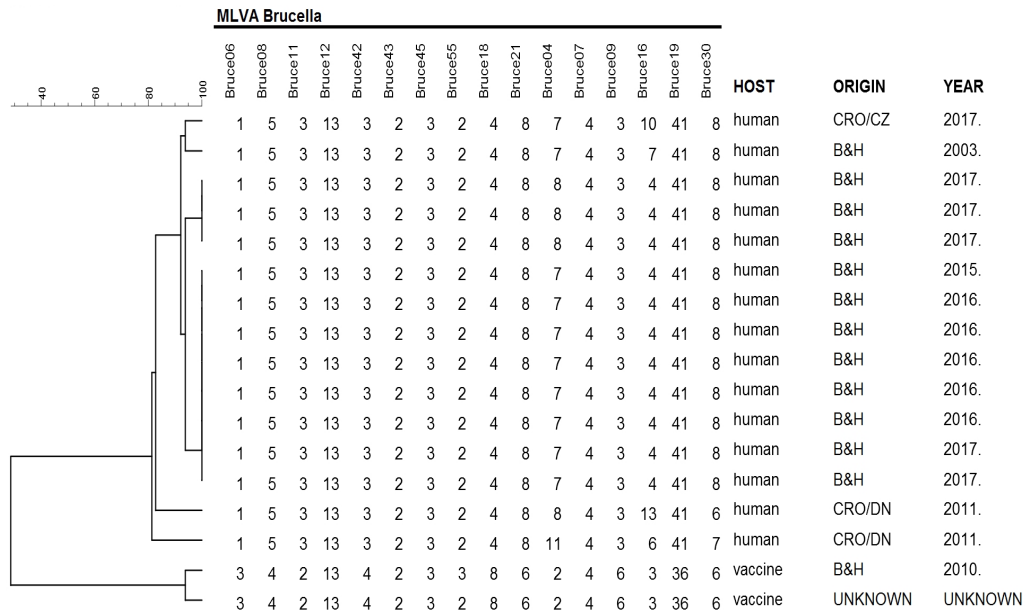 MLVA Brucella
40 60 80 100 Bruce06 Bruce08 Bruce11 Bruce12 Bruce42 Bruce43 Bruce45 Bruce55 Bruce18 Bruce21 Bruce04 Bruce07 Bruce09 Bruce16 Bruce19 Bruce30 HOST ORIGIN YEAR
1 5 3 13 3 2 3 2 4 8 7 4 3 10 41 8 human CRO/CZ 2017.
1 5 3 13 3 2 3 2 4 8 7 4 3 7 41 8 human B&H 2003.
1 5 3 13 3 2 3 2 4 8 8 4 3 4 41 8 human B&H 2017.
1 5 3 13 3 2 3 2 4 8 8 4 3 4 41 8 human B&H 2017.
1 5 3 13 3 2 3 2 4 8 8 4 3 4 41 8 human B&H 2017.
1 5 3 13 3 2 3 2 4 8 7 4 3 4 41 8 human B&H 2015.
1 5 3 13 3 2 3 2 4 8 7 4 3 4 41 8 human B&H 2016.
1 5 3 13 3 2 3 2 4 8 7 4 3 4 41 8 human B&H 2016.
1 5 3 13 3 2 3 2 4 8 7 4 3 4 41 8 human B&H 2016.
1 5 3 13 3 2 3 2 4 8 7 4 3 4 41 8 human B&H 2016.
1 5 3 13 3 2 3 2 4 8 7 4 3 4 41 8 human B&H 2016.
1 5 3 13 3 2 3 2 4 8 7 4 3 4 41 8 human B&H 2017.
1 5 3 13 3 2 3 2 4 8 7 4 3 4 41 8 human B&H 2017.
1 5 3 13 3 2 3 2 4 8 8 4 3 13 41 6 human CRO/DN 2011.
1 5 3 13 3 2 3 2 4 8 11 4 3 6 41 7 human CRO/DN 2011.
3 4 2 13 4 2 3 3 8 6 2 4 6 3 36 6 vaccine B&H 2010.
3 4 2 13 4 2 3 2 8 6 2 4 6 3 36 6 vaccine UNKNOWN UNKNOWN